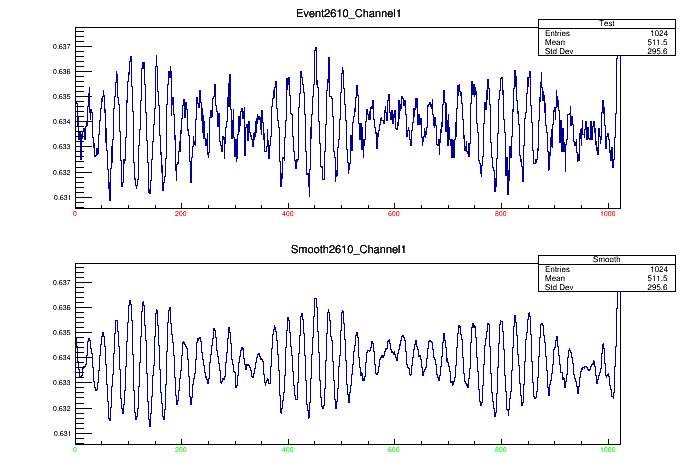 Event2610_Channel1
Test
Entries 1024
Mean 511.5
Std Dev 295.6
0.637
0.636
0.635
0.634
0.633
0.632
0.631
0 200 400 600 800 1000
Smooth2610_Channel1
Smooth
Entries 1024
Mean 511.5
Std Dev 295.6
0.637
0.636
0.635
0.634
0.633
0.632
0.631
0 200 400 600 800 1000